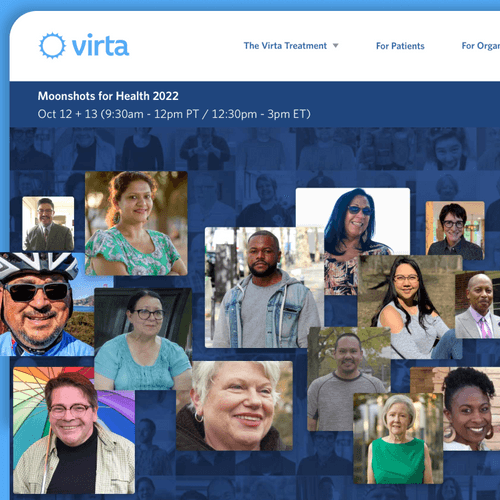 virta
The Virta Treatment For Patients For Organ
Moonshots for Health 2022
Oct 12 + 13 (9:30am - 12pm PT / 12:30pm - 3pm ET)